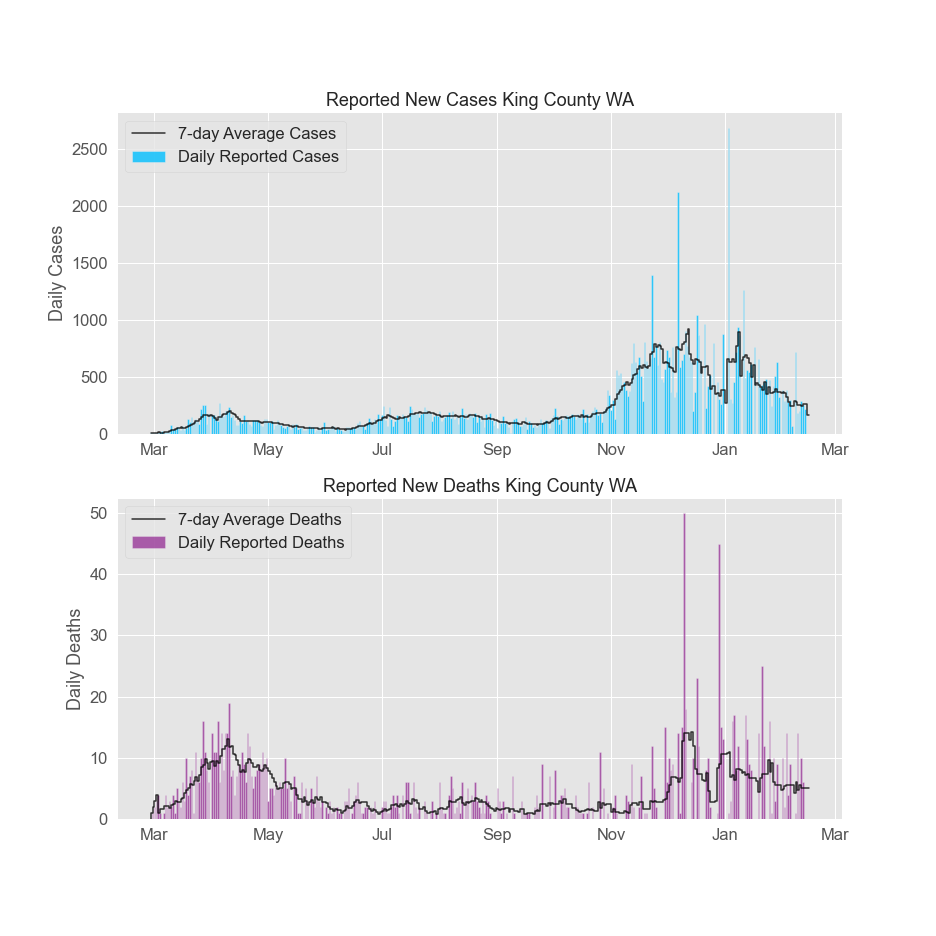 Reported New Cases King County WA
7-day Average Cases
Daily Reported Cases
Daily Cases
2500
2000
1500
1000
500
0
Mar May Jul Sep Nov Jan Mar
Reported New Deaths King County WA
7-day Average Deaths
Daily Reported Deaths
Daily Deaths
50
40
30
20
10
0
Mar May Jul Sep Nov Jan Mar